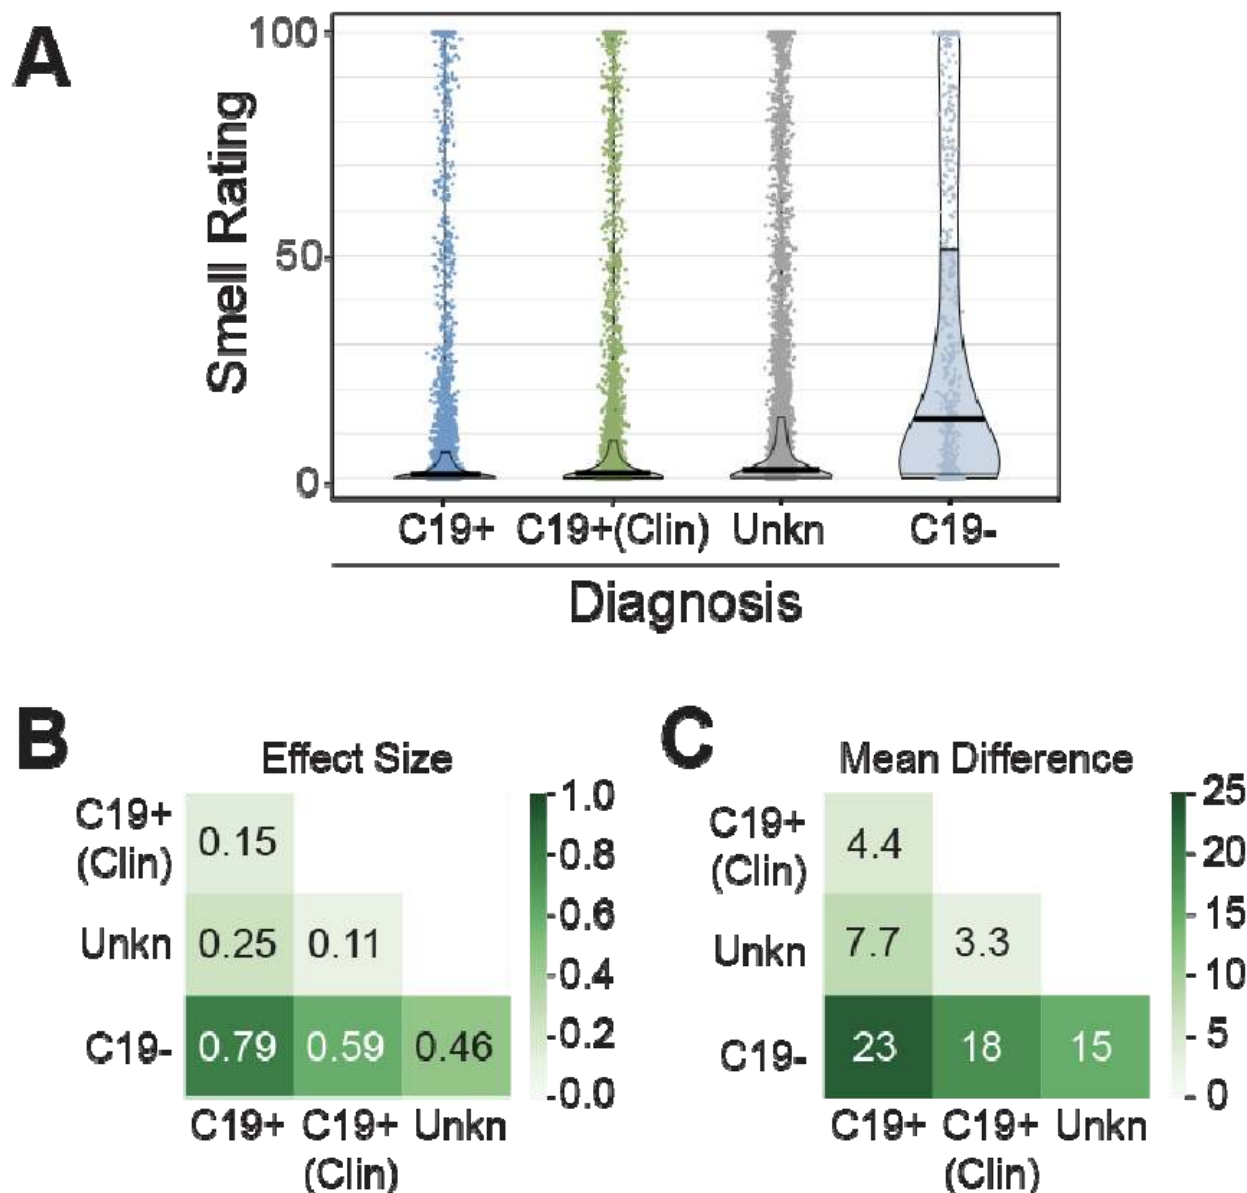 A
100
50
0
Smell Rating
C19+ C19+(Clin) Unkn C19-
Diagnosis
B
Effect Size
C19+
(Clin)
Unkn
C19-
0.15
0.25 0.11
0.79 0.59 0.46
C19+ C19+ Unkn
(Clin)
1.0
0.8
0.6
0.4
0.2
0.0
C
Mean Difference
C19+
(Clin)
Unkn
C19-
4.4
7.7 3.3
23 18 15
C19+ C19+ Unkn
(Clin)
25
20
15
10
5
0